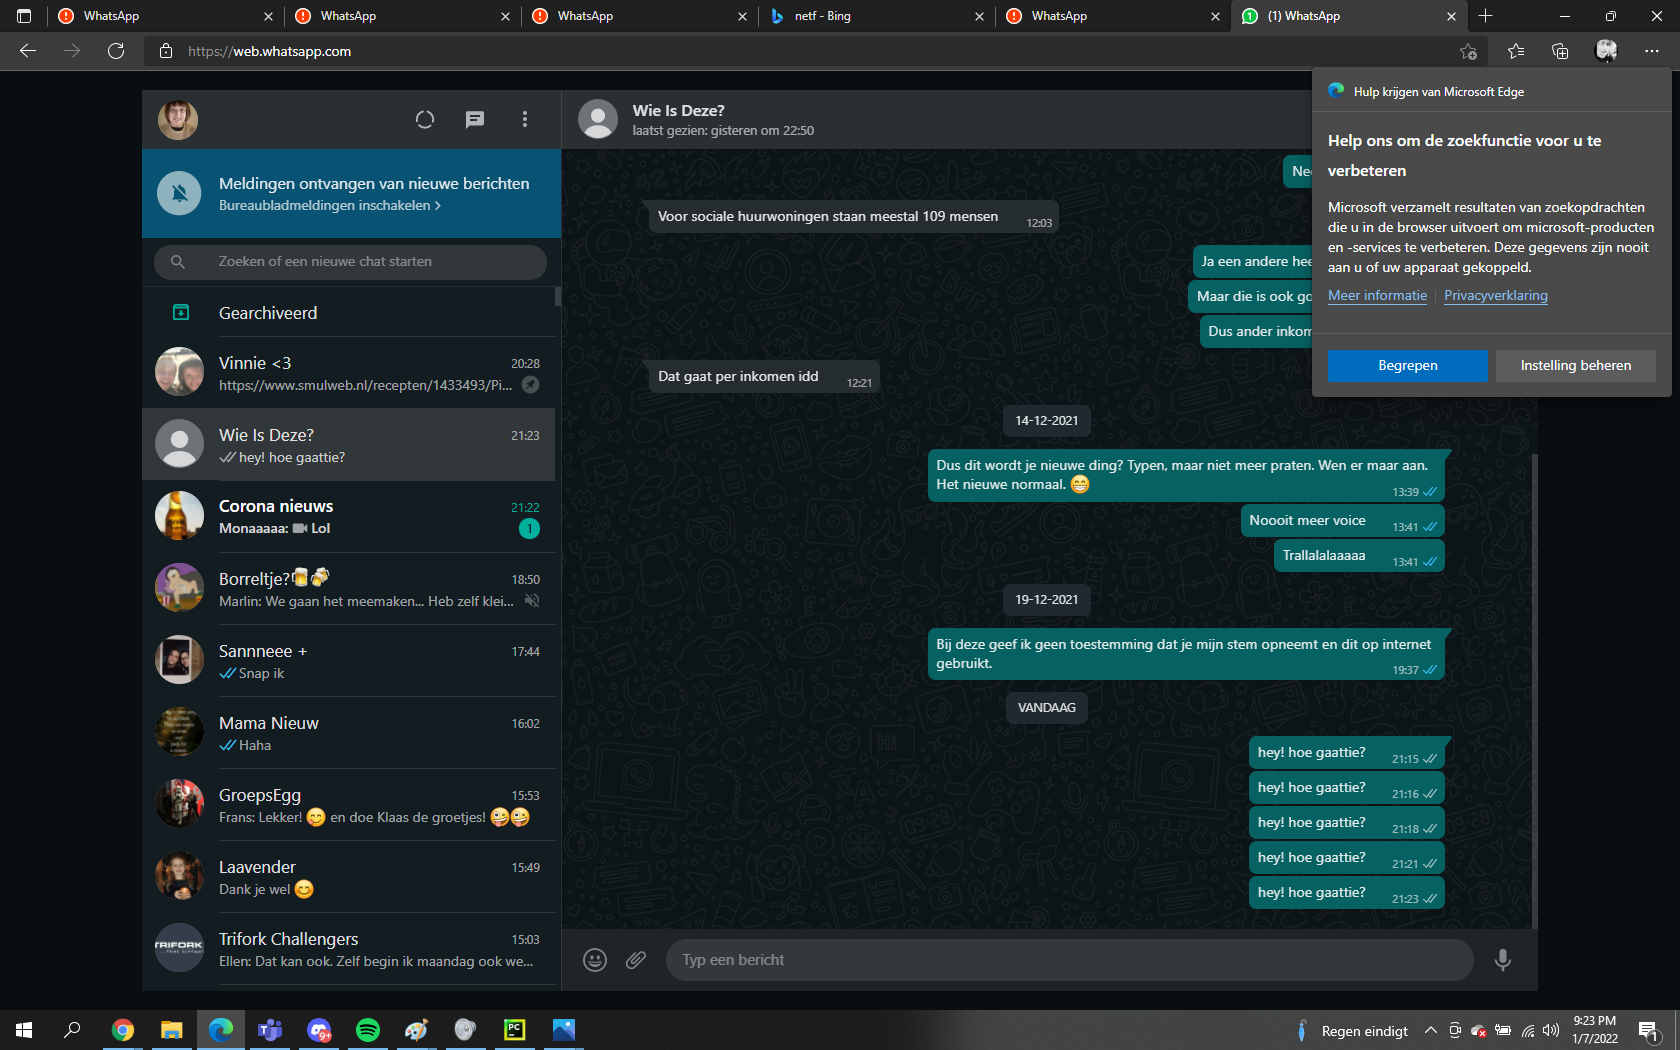 WhatsApp
WhatsApp
WhatsApp
netf - Bing
WhatsApp
(1) WhatsApp
https://web.whatsapp.com
Meldingen ontvangen van nieuwe berichten
Bureaubladmeldingen inschakelen >
Zoeken of een nieuwe chat starten
Gearchiveerd
Vinnie <3
20:28
https://www.smulweb.nl/recepten/1433493/Pi...
Wie Is Deze?
21:23
hey! hoe gaattie?
Corona nieuws
21:22
Monaaaaa: Lol
1
Borreltje?🍺🍻
18:50
Marlin: We gaan het meemaken... Heb zelf klei...
Sannneee +
17:44
Snap ik
Mama Nieuw
16:02
Haha
GroepsEgg
15:53
Frans: Lekker! 😋 en doe Klaas de groetjes! 🤪🤪
Laavender
15:49
Dank je wel 😊
TRIFORK
Trifork Challengers
15:03
Ellen: Dat kan ook. Zelf begin ik maandag ook we...
Wie Is Deze?
laatst gezien: gisteren om 22:50
Voor sociale huurwoningen staan meestal 109 mensen
12:03
Ja een andere hee
Maar die is ook go
Dus ander inkom
Dat gaat per inkomen idd
12:21
14-12-2021
Dus dit wordt je nieuwe ding? Typen, maar niet meer praten. Wen er maar aan.
Het nieuwe normaal. 😁
13:39
Noooit meer voice
13:41
Trallalalaaaaa
13:41
19-12-2021
Bij deze geef ik geen toestemming dat je mijn stem opneemt en dit op internet
gebruikt.
19:37
VANDAAG
hey! hoe gaattie?
21:15
hey! hoe gaattie?
21:16
hey! hoe gaattie?
21:18
hey! hoe gaattie?
21:21
hey! hoe gaattie?
21:23
Typ een bericht
Hulp krijgen van Microsoft Edge
Help ons om de zoekfunctie voor u te
verbeteren
Microsoft verzamelt resultaten van zoekopdrachten
die u in de browser uitvoert om microsoft-producten
en -services te verbeteren. Deze gegevens zijn nooit
aan u of uw apparaat gekoppeld.
Meer informatie
Privacyverklaring
Begrepen
Instelling beheren
9+
PC
Regen eindigt
9:23 PM
1/7/2022
1